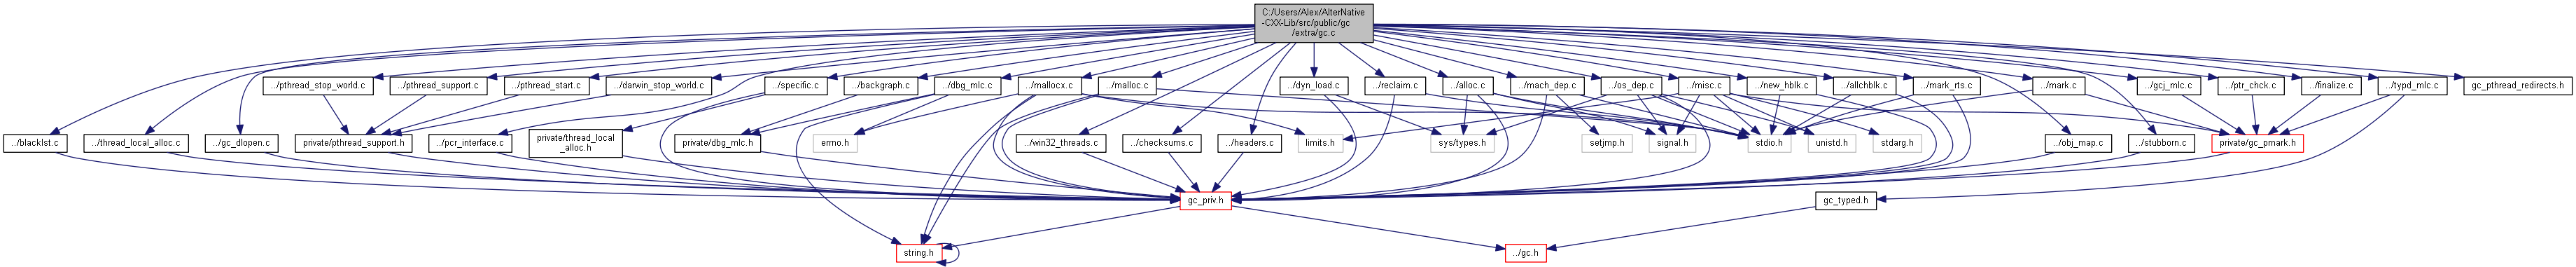 C:/Users/Alex/AlterNative
-CXX-Lib/src/public/gc
/extra/gc.c
../pthread_stop_world.c
../pthread_support.c
../pthread_start.c
../darwin_stop_world.c
../specific.c
../backgraph.c
../dbg_mlc.c
../mallocx.c
../malloc.c
../dyn_load.c
../reclaim.c
../alloc.c
../mach_dep.c
../os_dep.c
../misc.c
../new_hblk.c
../allchblk.c
../mark_rts.c
../mark.c
../gcj_mlc.c
../ptr_chck.c
../finalize.c
../typd_mlc.c
gc_pthread_redirects.h
../blacklst.c
../thread_local_alloc.c
../gc_dlopen.c
private/pthread_support.h
../pcr_interface.c
private/thread_local
_alloc.h
private/dbg_mlc.h
errno.h
../win32_threads.c
../checksums.c
../headers.c
limits.h
sys/types.h
setjmp.h
signal.h
stdio.h
unistd.h
stdarg.h
../obj_map.c
../stubborn.c
private/gc_pmark.h
gc_priv.h
gc_typed.h
string.h
../gc.h